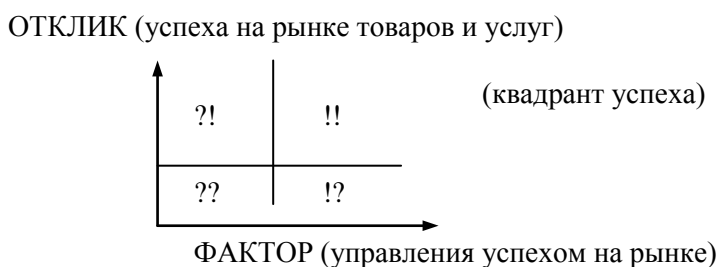 ОТКЛИК (успеха на рынке товаров и услуг)
(квадрант успеха)
?! !!
?? !?
ФАКТОР (управления успехом на рынке)